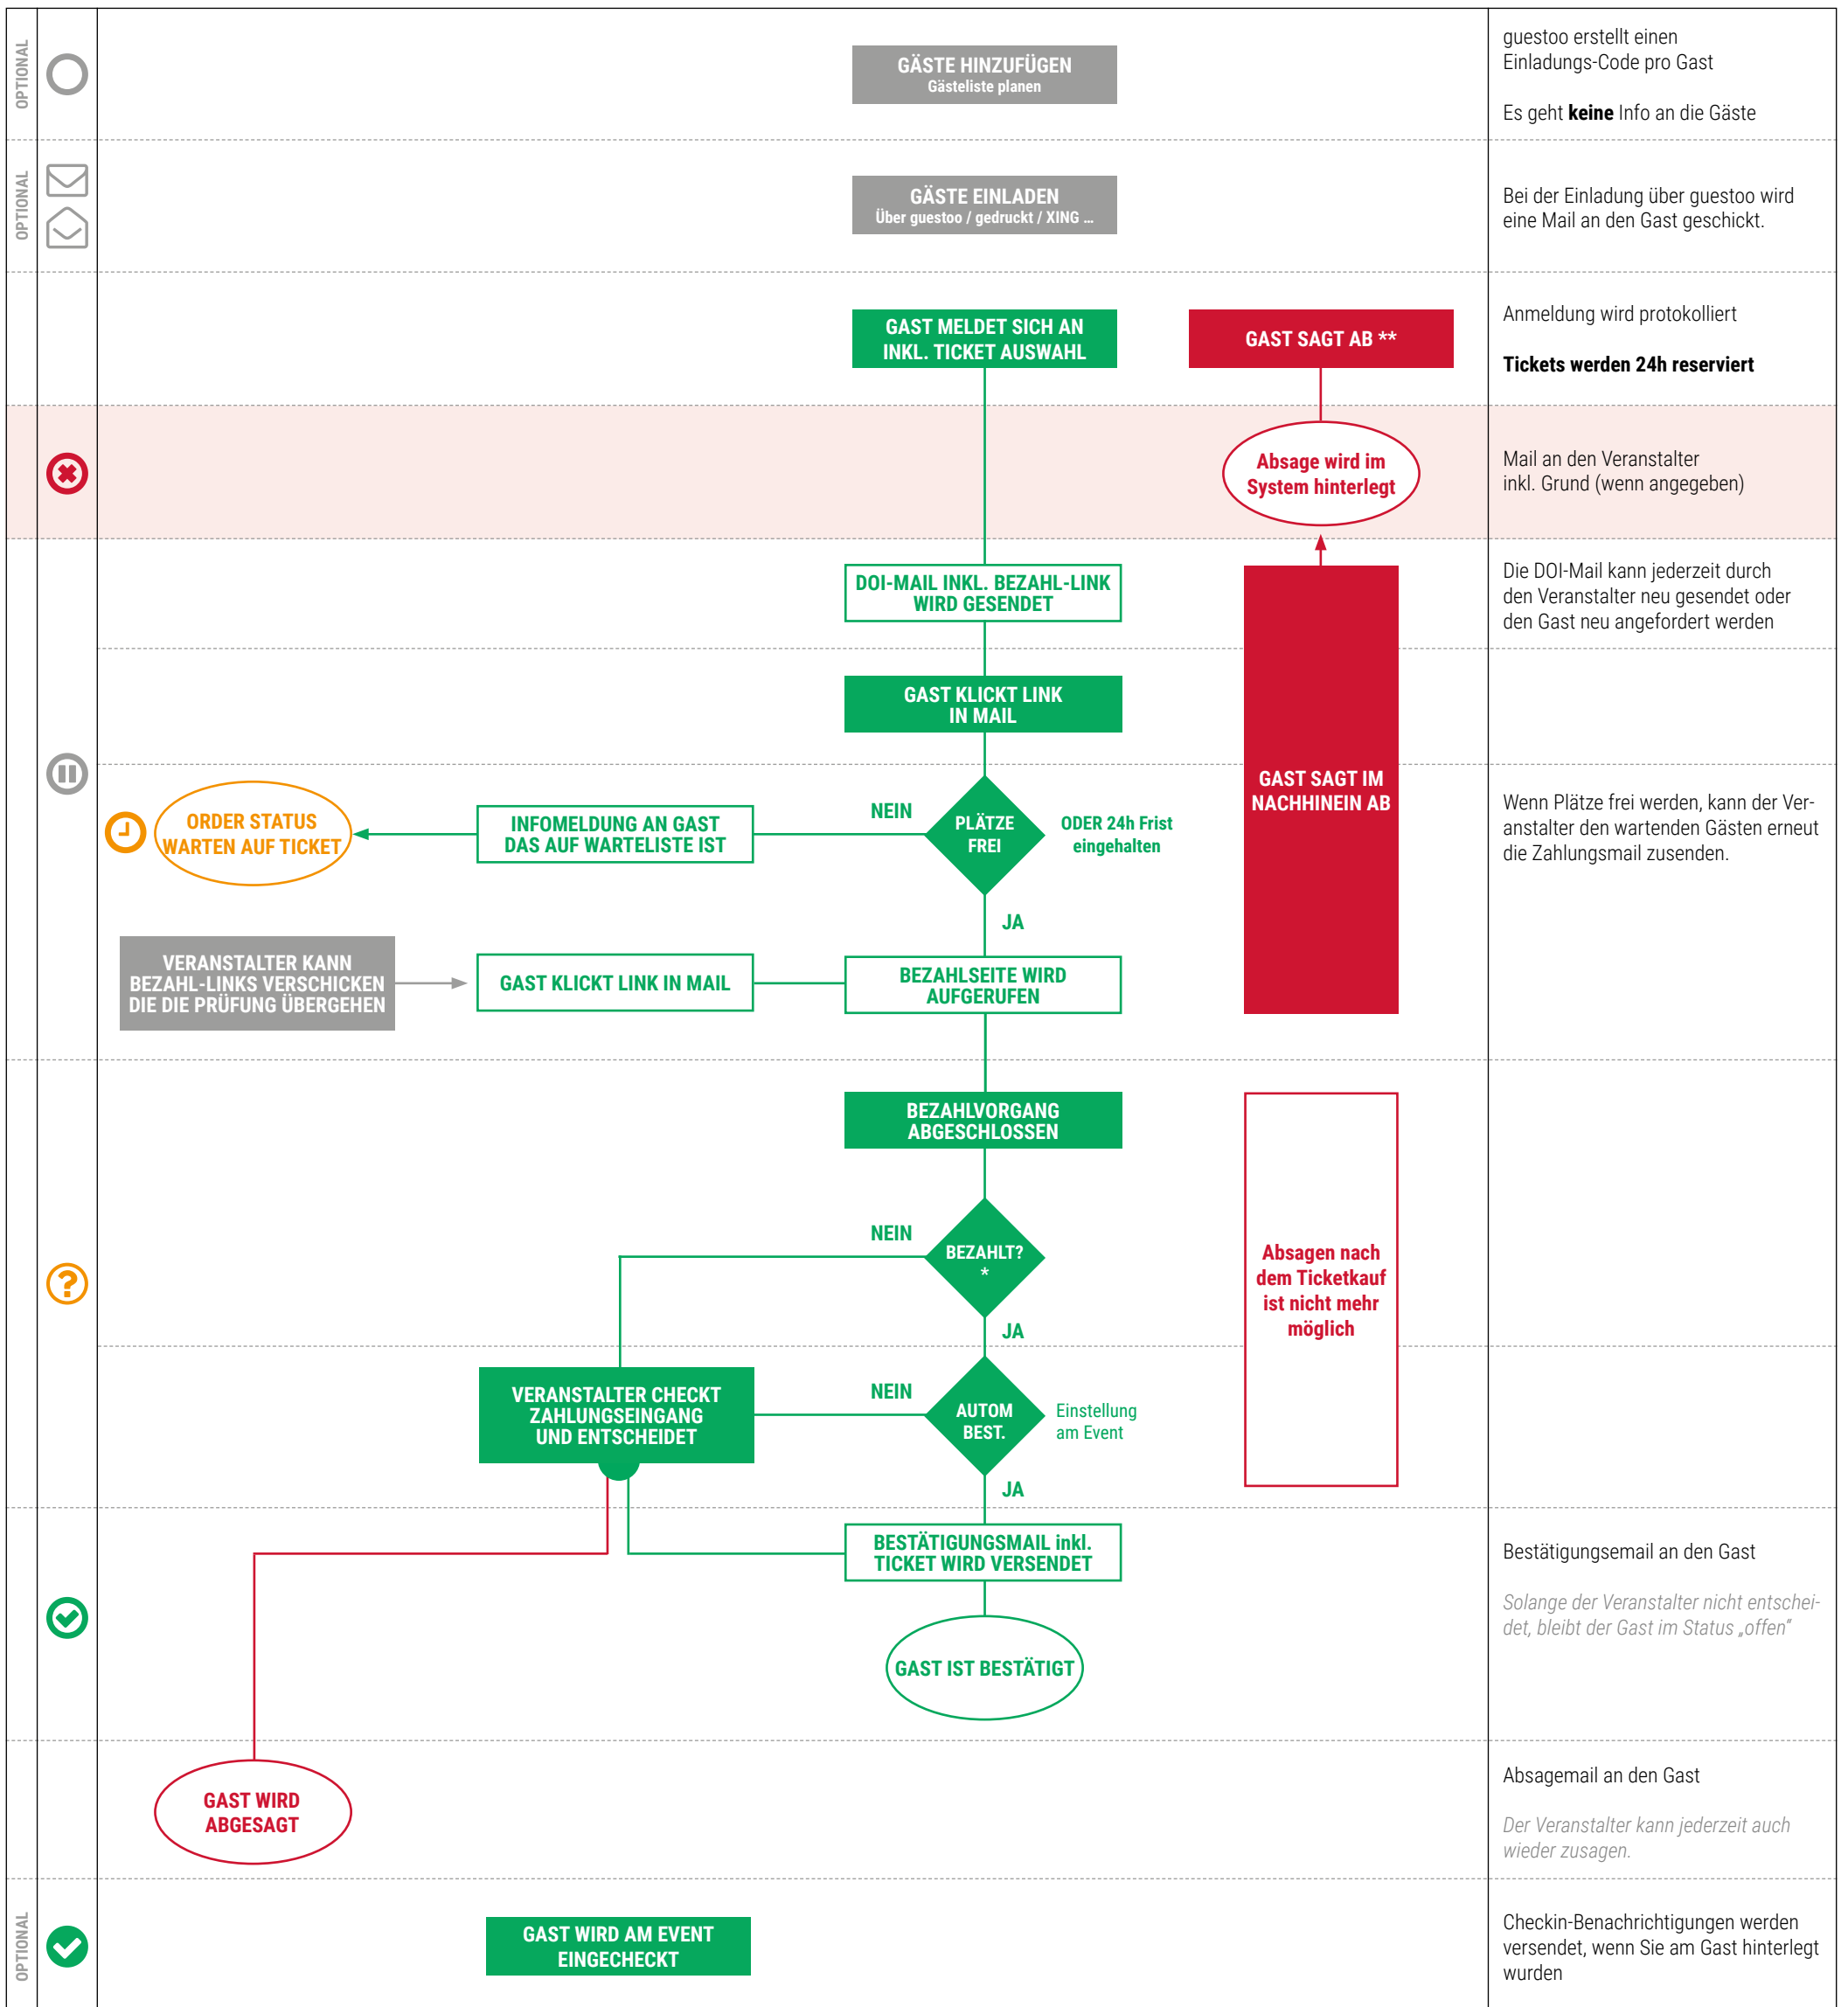 OPTIONAL
GÄSTE HINZUFÜGEN
Gästeliste planen
guestoo erstellt einen
Einladungs-Code pro Gast
Es geht keine Info an die Gäste
OPTIONAL
GÄSTE EINLADEN
Über guestoo / gedruckt / XING ...
Bei der Einladung über guestoo wird
eine Mail an den Gast geschickt.
GAST MELDET SICH AN
INKL. TICKET AUSWAHL
GAST SAGT AB **
Anmeldung wird protokolliert
Tickets werden 24h reserviert
Absage wird im
System hinterlegt
Mail an den Veranstalter
inkl. Grund (wenn angegeben)
DOI-MAIL INKL. BEZAHL-LINK
WIRD GESENDET
Die DOI-Mail kann jederzeit durch
den Veranstalter neu gesendet oder
den Gast neu angefordert werden
GAST KLICKT LINK
IN MAIL
GAST SAGT IM
NACHHINEIN AB
ORDER STATUS
WARTEN AUF TICKET
INFOMELDUNG AN GAST
DAS AUF WARTELISTE IST
NEIN
PLÄTZE
FREI
ODER 24h Frist
eingehalten
Wenn Plätze frei werden, kann der Ver-
anstalter den wartenden Gästen erneut
die Zahlungsmail zusenden.
JA
VERANSTALTER KANN
BEZAHL-LINKS VERSCHICKEN
DIE DIE PRÜFUNG ÜBERGEHEN
GAST KLICKT LINK IN MAIL
BEZAHLSEITE WIRD
AUFGERUFEN
BEZAHLVORGANG
ABGESCHLOSSEN
NEIN
BEZAHLT?
*
JA
Absagen nach
dem Ticketkauf
ist nicht mehr
möglich
VERANSTALTER CHECKT
ZAHLUNGSEINGANG
UND ENTSCHEIDET
NEIN
AUTOM
BEST.
Einstellung
am Event
JA
BESTÄTIGUNGSMAIL inkl.
TICKET WIRD VERSENDET
Bestätigungsemail an den Gast
Solange der Veranstalter nicht entschei-
det, bleibt der Gast im Status „offen“
GAST IST BESTÄTIGT
GAST WIRD
ABGESAGT
Absagemail an den Gast
Der Veranstalter kann jederzeit auch
wieder zusagen.
OPTIONAL
GAST WIRD AM EVENT
EINGECHECKT
Checkin-Benachrichtigungen werden
versendet, wenn Sie am Gast hinterlegt
wurden